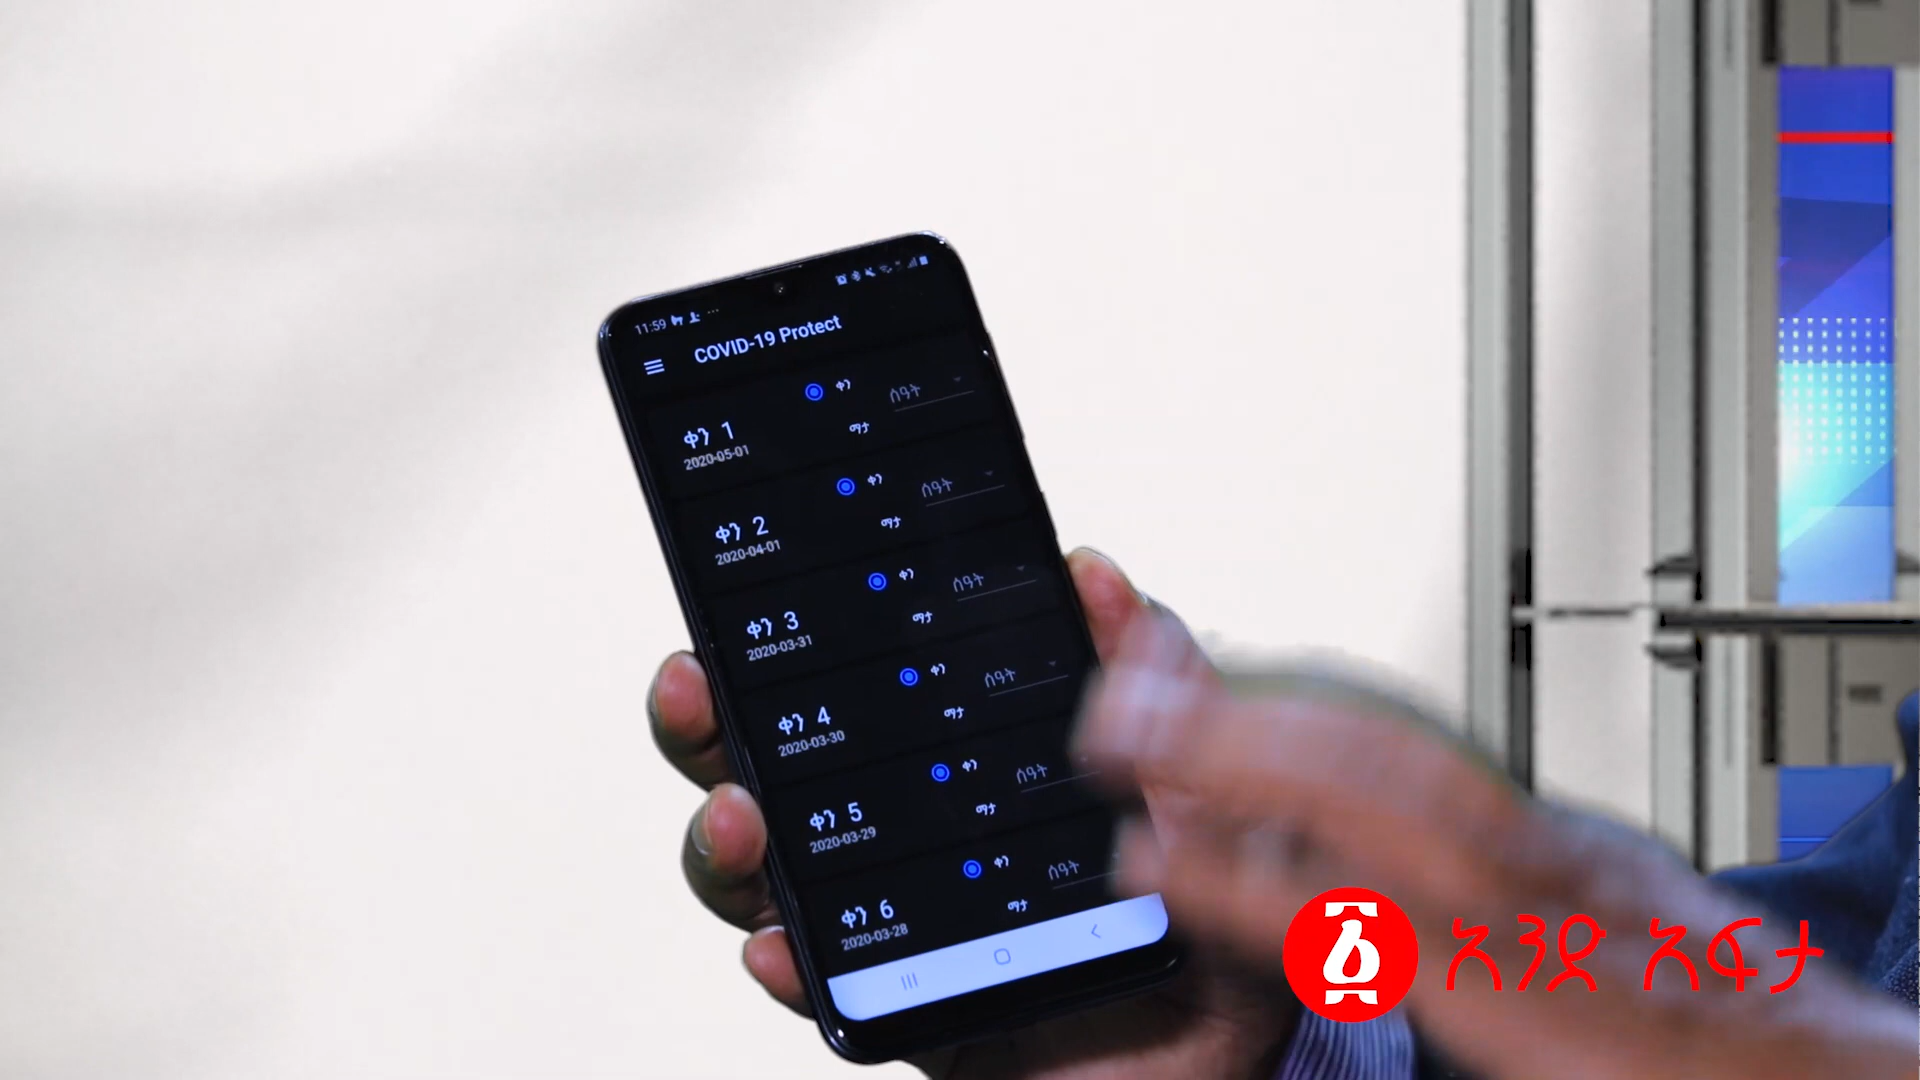 11:59
COVID-19 Protect
ቀን
ሰዓት
ቀን 1
ማታ
2020-05-01
ቀን
ሰዓት
ቀን 2
ማታ
2020-04-01
ቀን
ሰዓት
ቀን 3
ማታ
2020-03-31
ቀን
ሰዓት
ቀን 4
ማታ
2020-03-30
ቀን
ሰዓት
ቀን 5
ማታ
2020-03-29
ቀን
ሰዓት
ቀን 6
ማታ
2020-03-28
፩ አንድ አፍታ